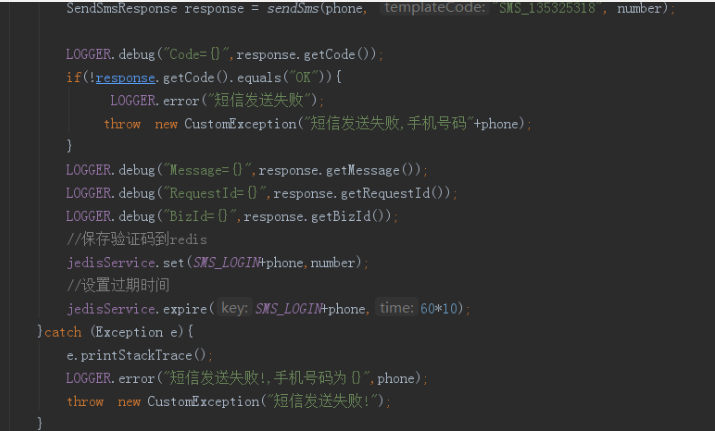 SendSmsResponse response = sendSms(phone, templateCode: "SMS_135325318", number);
LOGGER.debug("Code={}",response.getCode());
if(!response.getCode().equals("OK")){
LOGGER.error("短信发送失败");
throw new CustomException("短信发送失败,手机号码"+phone);
}
LOGGER.debug("Message={}",response.getMessage());
LOGGER.debug("RequestId={}",response.getRequestId());
LOGGER.debug("BizId={}",response.getBizId());
//保存验证码到redis
jedisService.set(SMS_LOGIN+phone,number);
//设置过期时间
jedisService.expire( key: SMS_LOGIN+phone, time: 60*10);
}catch (Exception e){
e.printStackTrace();
LOGGER.error("短信发送失败!,手机号码为{}",phone);
throw new CustomException("短信发送失败!");
}